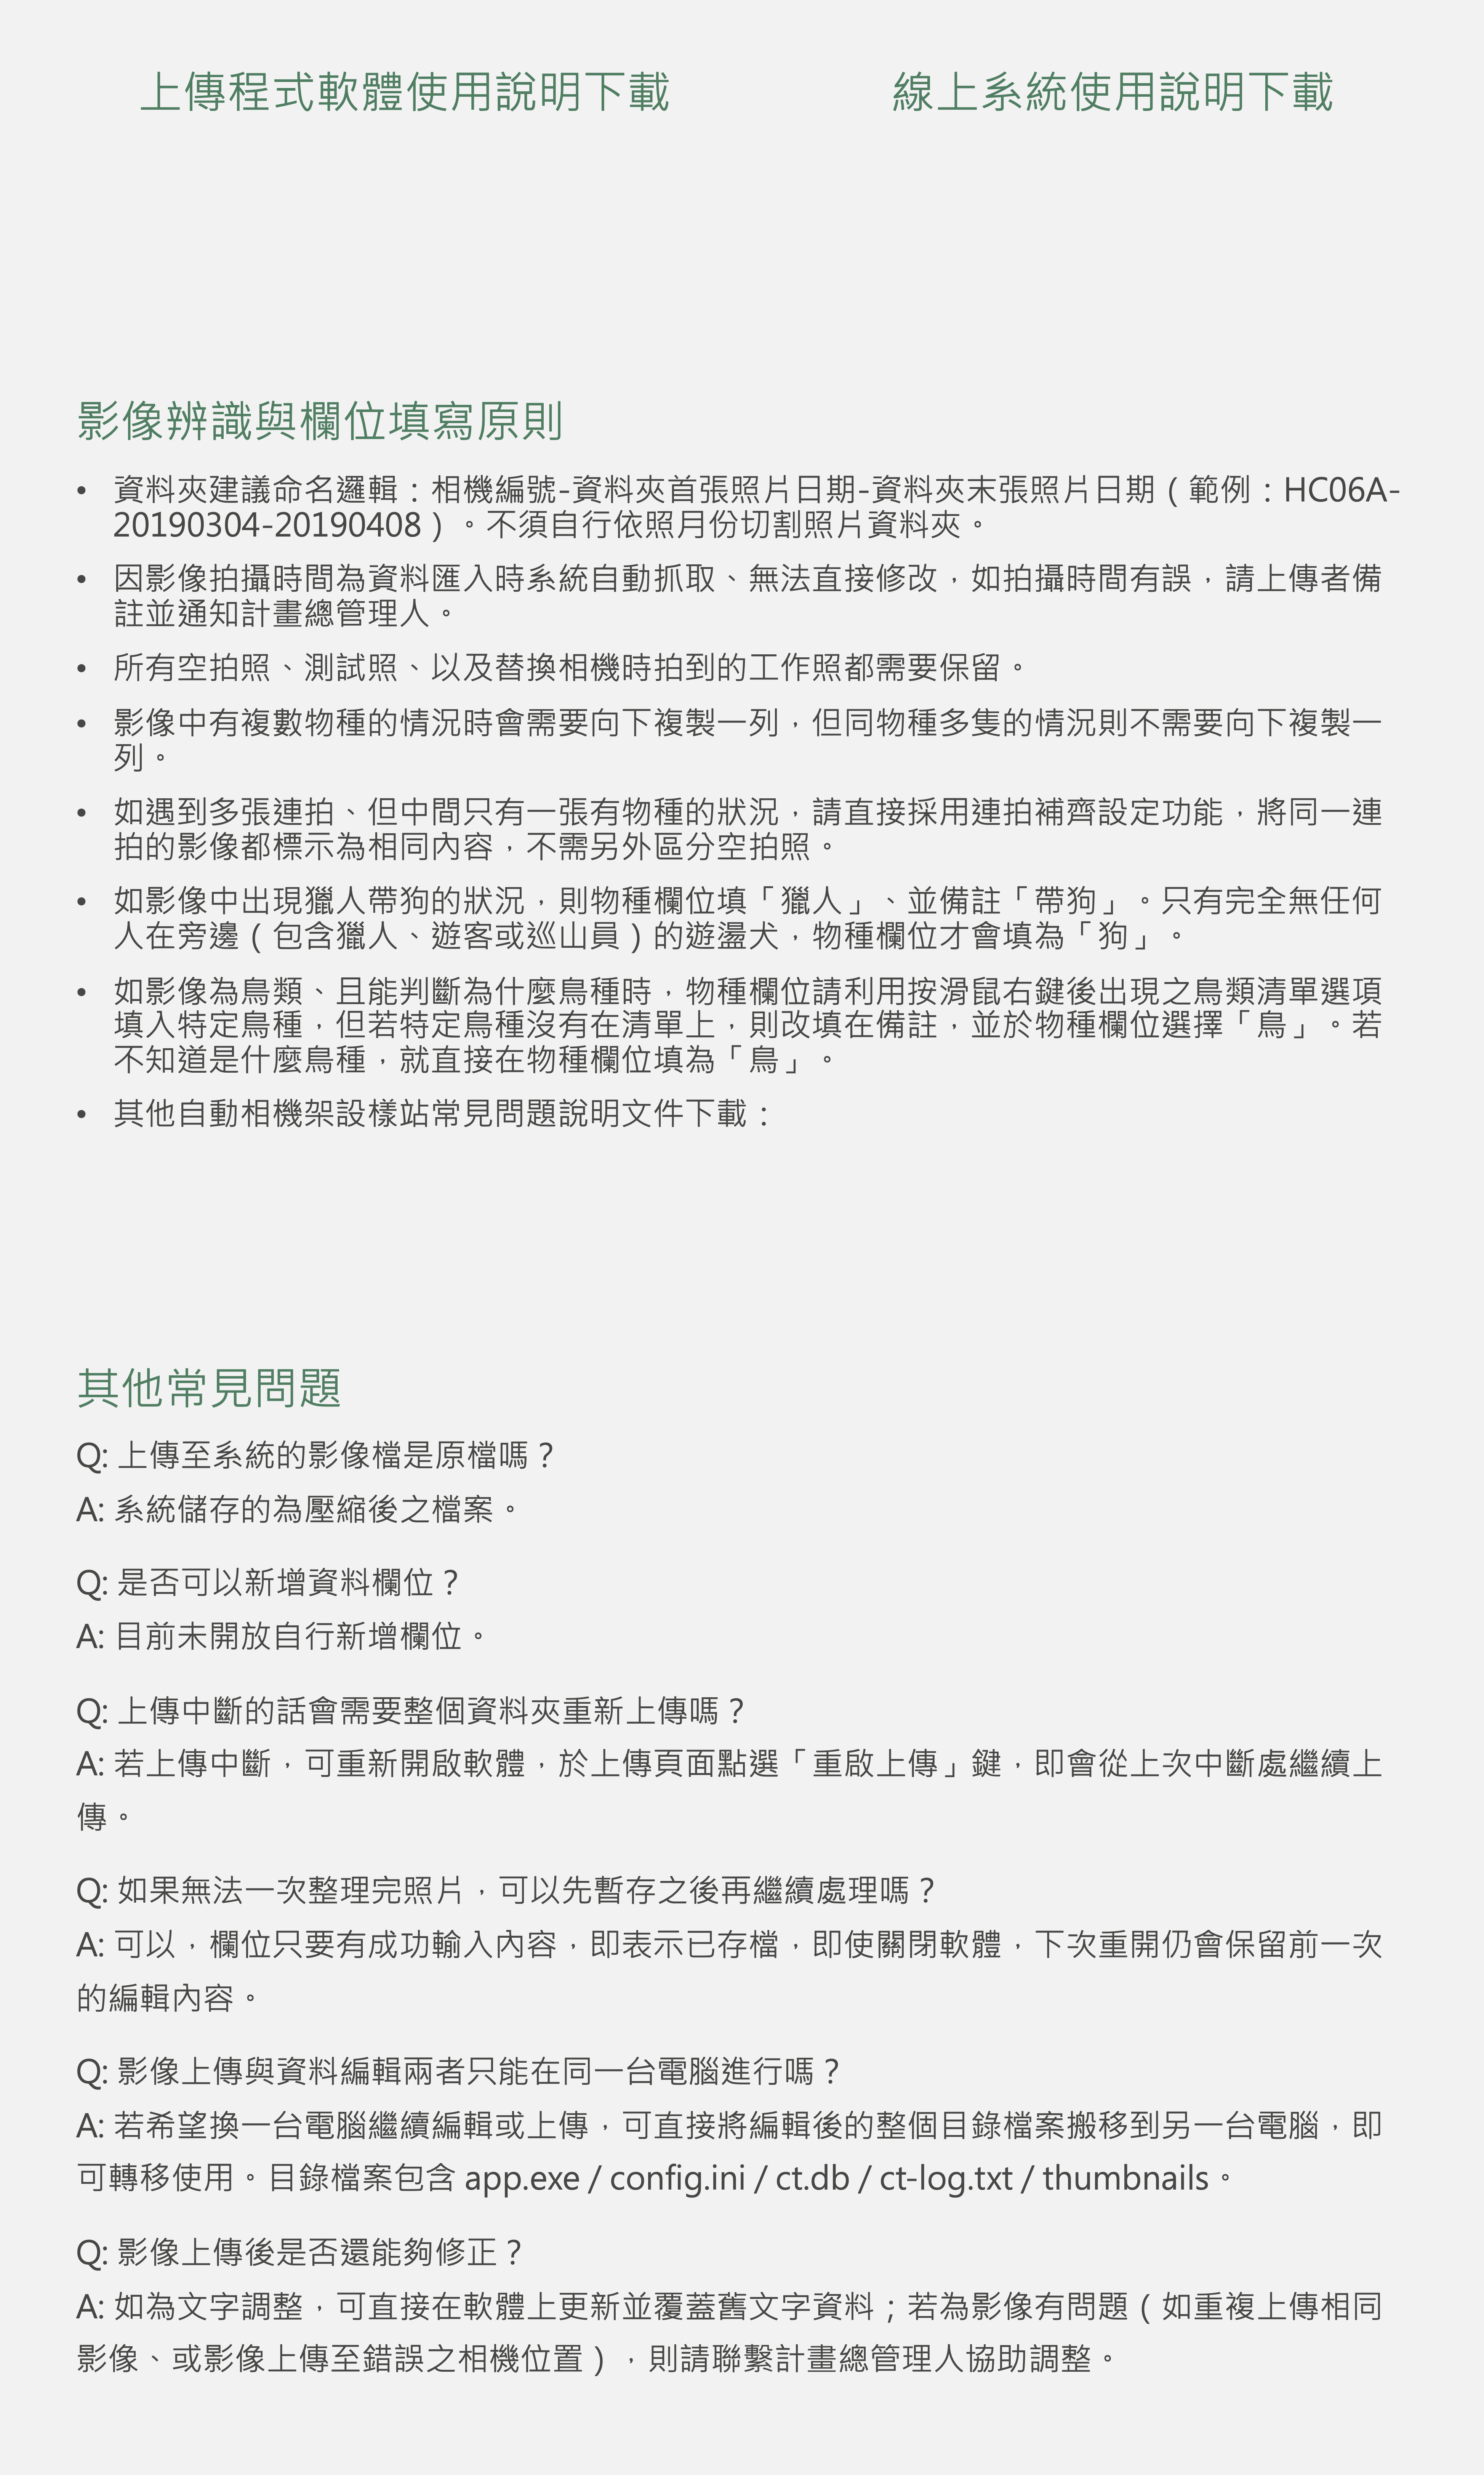 上傳程式軟體使用說明下載
線上系統使用說明下載
影像辨識與欄位填寫原則
• 資料夾建議命名邏輯：相機編號-資料夾首張照片日期-資料夾末張照片日期（範例：HC06A-
20190304-20190408）。不須自行依照月份切割照片資料夾。
• 因影像拍攝時間為資料匯入時系統自動抓取、無法直接修改，如拍攝時間有誤，請上傳者備
註並通知計畫總管理人。
• 所有空拍照、測試照、以及替換相機時拍到的工作照都需要保留。
• 影像中有複數物種的情況時會需要向下複製一列，但同物種多隻的情況則不需要向下複製一
列。
• 如遇到多張連拍、但中間只有一張有物種的狀況，請直接採用連拍補齊設定功能，將同一連
拍的影像都標示為相同內容，不需另外區分空拍照。
• 如影像中出現獵人帶狗的狀況，則物種欄位填「獵人」、並備註「帶狗」。只有完全無任何
人在旁邊（包含獵人、遊客或巡山員）的遊盪犬，物種欄位才會填為「狗」。
• 如影像為鳥類、且能判斷為什麼鳥種時，物種欄位請利用按滑鼠右鍵後出現之鳥類清單選項
填入特定鳥種，但若特定鳥種沒有在清單上，則改填在備註，並於物種欄位選擇「鳥」。若
不知道是什麼鳥種，就直接在物種欄位填為「鳥」。
• 其他自動相機架設樣站常見問題說明文件下載：
其他常見問題
Q: 上傳至系統的影像檔是原檔嗎？
A: 系統儲存的為壓縮後之檔案。
Q: 是否可以新增資料欄位？
A: 目前未開放自行新增欄位。
Q: 上傳中斷的話會需要整個資料夾重新上傳嗎？
A: 若上傳中斷，可重新開啟軟體，於上傳頁面點選「重啟上傳」鍵，即會從上次中斷處繼續上
傳。
Q: 如果無法一次整理完照片，可以先暫存之後再繼續處理嗎？
A: 可以，欄位只要有成功輸入內容，即表示已存檔，即使關閉軟體，下次重開仍會保留前一次
的編輯內容。
Q: 影像上傳與資料編輯兩者只能在同一台電腦進行嗎？
A: 若希望換一台電腦繼續編輯或上傳，可直接將編輯後的整個目錄檔案搬移到另一台電腦，即
可轉移使用。目錄檔案包含 app.exe / config.ini / ct.db / ct-log.txt / thumbnails。
Q: 影像上傳後是否還能夠修正？
A: 如為文字調整，可直接在軟體上更新並覆蓋舊文字資料；若為影像有問題（如重複上傳相同
影像、或影像上傳至錯誤之相機位置），則請聯繫計畫總管理人協助調整。